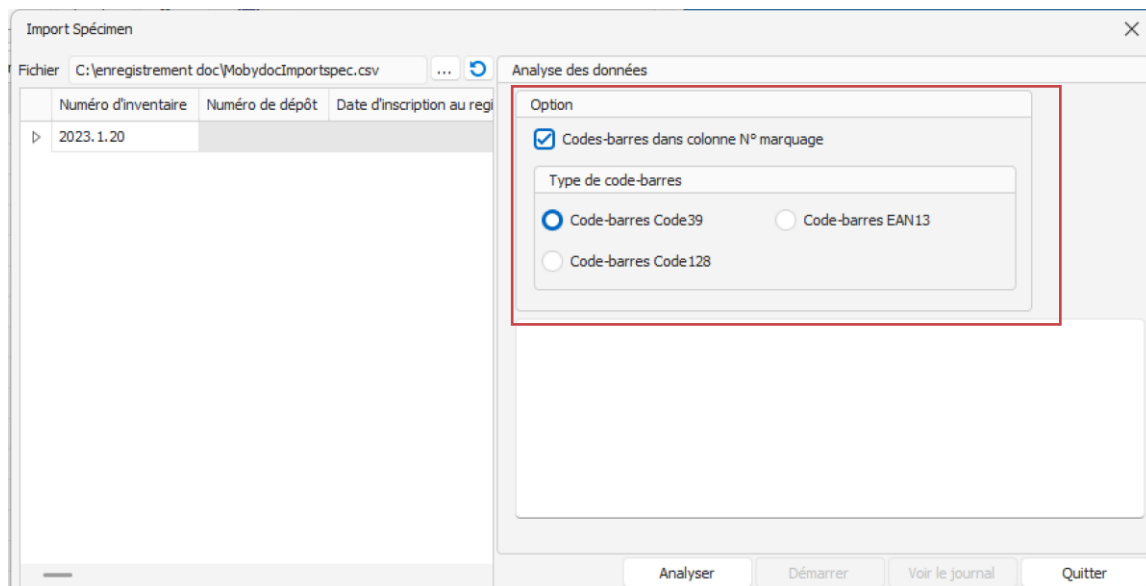 Import Spécimen
Fichier C:\enregistrement doc\MobydocImportspec.csv ...
Numéro d'inventaire Numéro de dépôt Date d'inscription au regi
2023.1.20
Analyse des données
Option
Codes-barres dans colonne N° marquage
Type de code-barres
Code-barres Code39 Code-barres EAN13
Code-barres Code128
Analyser Démarrer Voir le journal Quitter